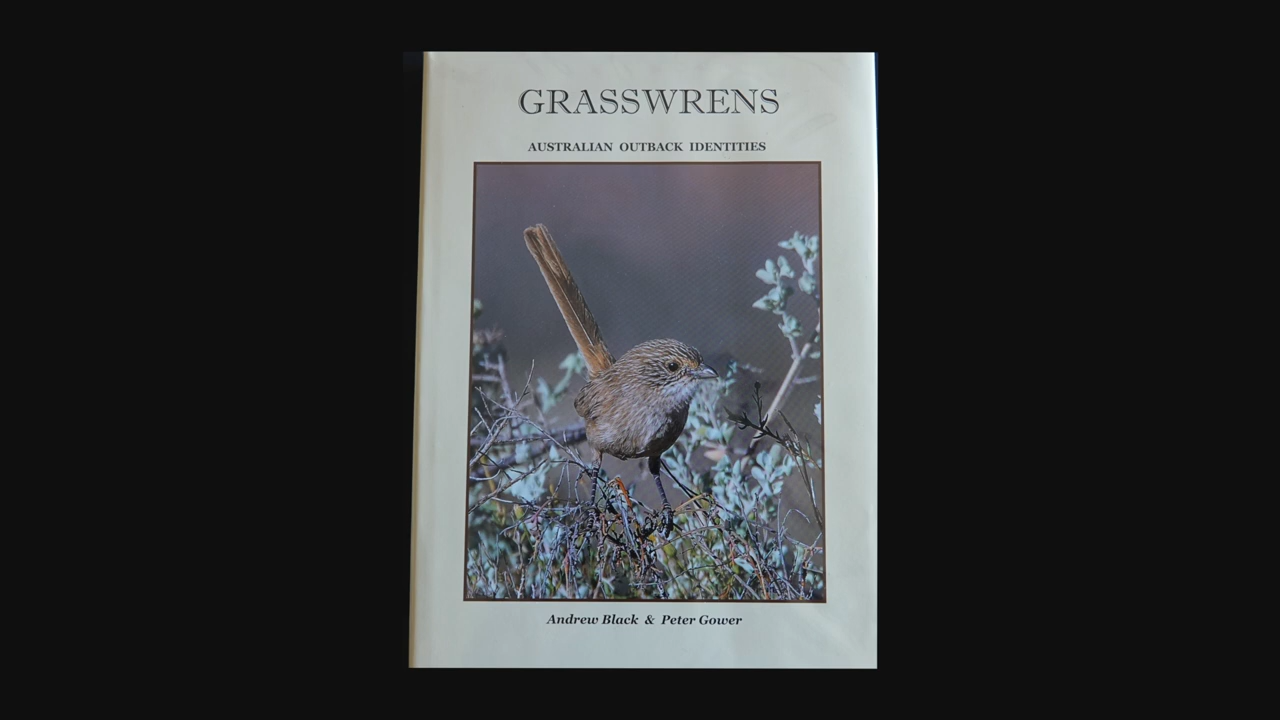 GRASSWRENS
AUSTRALIAN OUTBACK IDENTITIES
Andrew Black & Peter Gower